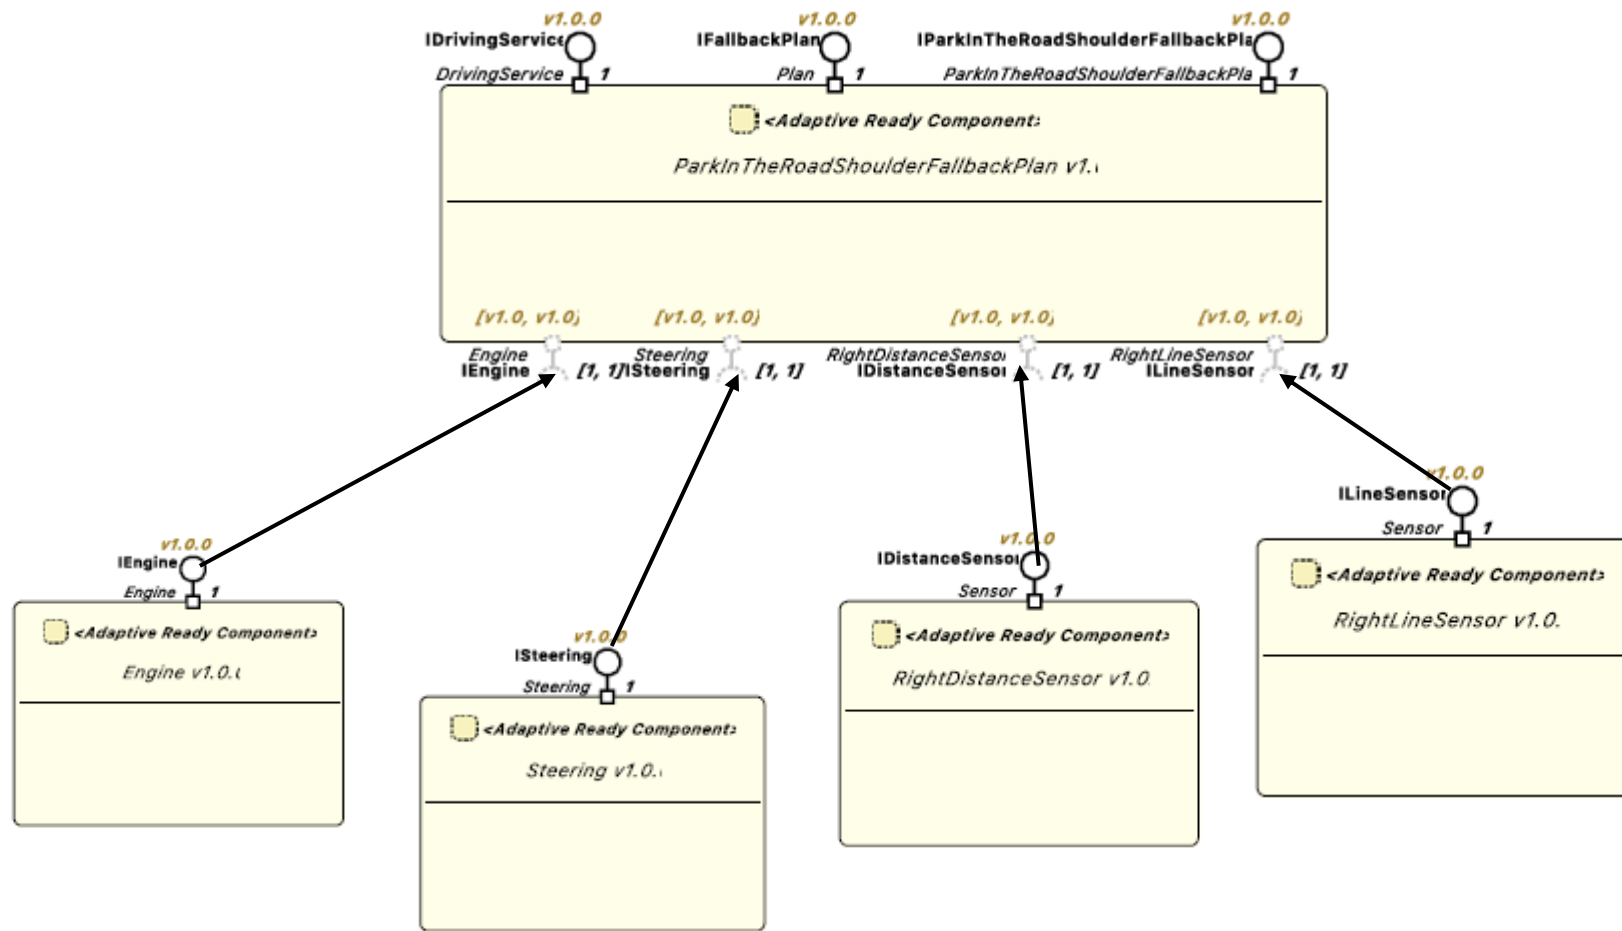 v1.0.0 v1.0.0 v1.0.0
IDrivingService IFallbackPlan IParkInTheRoadShoulderFallbackPla
DrivingService 1 Plan 1 ParkInTheRoadShoulderFallbackPla 1
<Adaptive Ready Component>
ParkInTheRoadShoulderFallbackPlan v1.
[v1.0, v1.0] [v1.0, v1.0] [v1.0, v1.0] [v1.0, v1.0]
Engine Steering RightDistanceSensor RightLineSensor
IEngine [1, 1] ISteering [1, 1] IDistanceSensor [1, 1] ILineSensor [1, 1]
v1.0.0
IEngine
Engine 1
<Adaptive Ready Component>
Engine v1.0.
v1.0.0
ISteering
Steering 1
<Adaptive Ready Component>
Steering v1.0.
v1.0.0
IDistanceSensor
Sensor 1
<Adaptive Ready Component>
RightDistanceSensor v1.0
v1.0.0
ILineSensor
Sensor 1
<Adaptive Ready Component>
RightLineSensor v1.0.